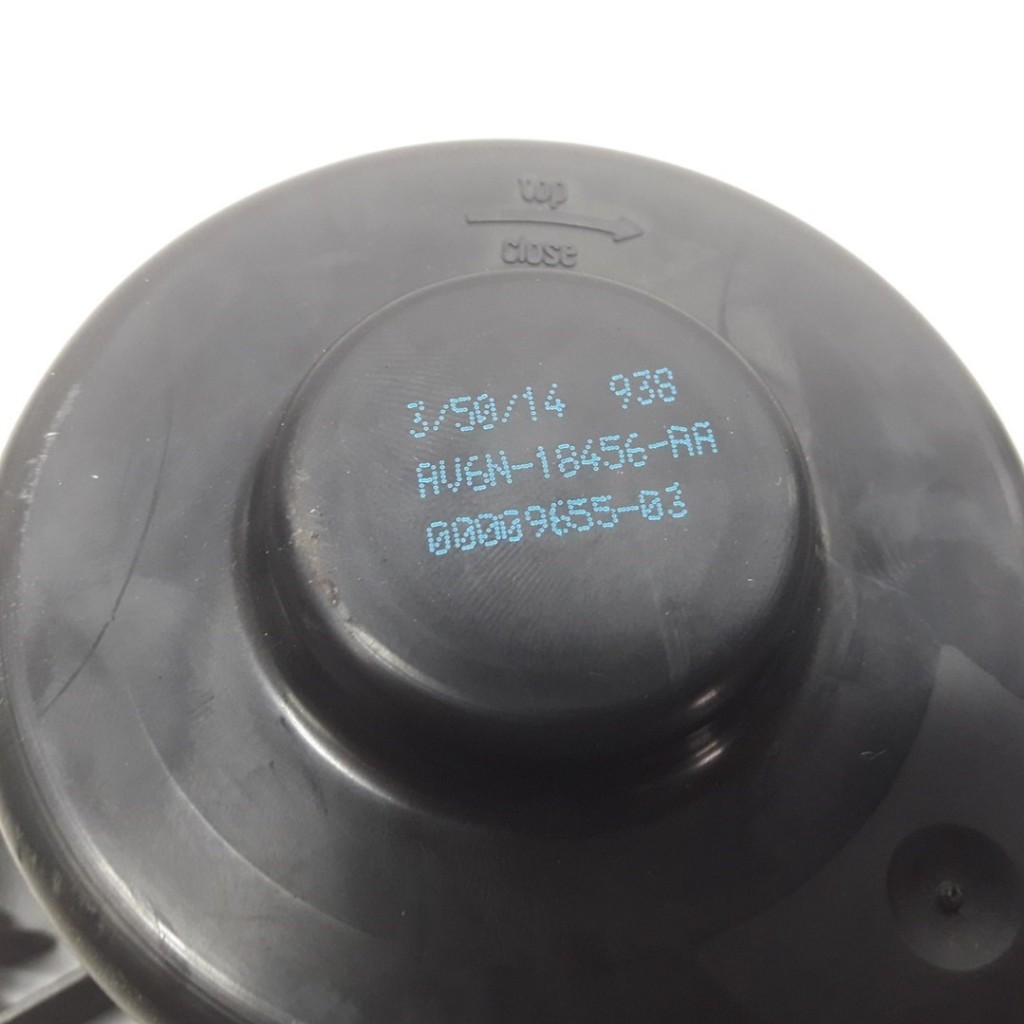 top
close
3/50/14 938
AV6N-18456-AA
00009655-03